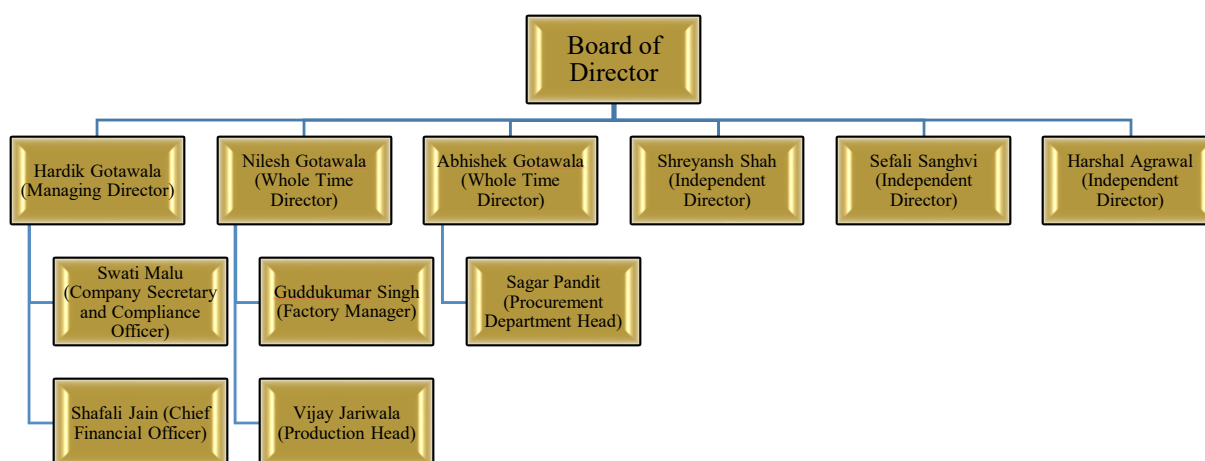 Board of
Director
Hardik Gotawala
(Managing Director)
Nilesh Gotawala
(Whole Time
Director)
Abhishek Gotawala
(Whole Time
Director)
Shreyansh Shah
(Independent
Director)
Sefali Sanghvi
(Independent
Director)
Harshal Agrawal
(Independent
Director)
Swati Malu
(Company Secretary
and Compliance
Officer)
Guddukumar Singh
(Factory Manager)
Sagar Pandit
(Procurement
Department Head)
Shafali Jain (Chief
Financial Officer)
Vijay Jariwala
(Production Head)